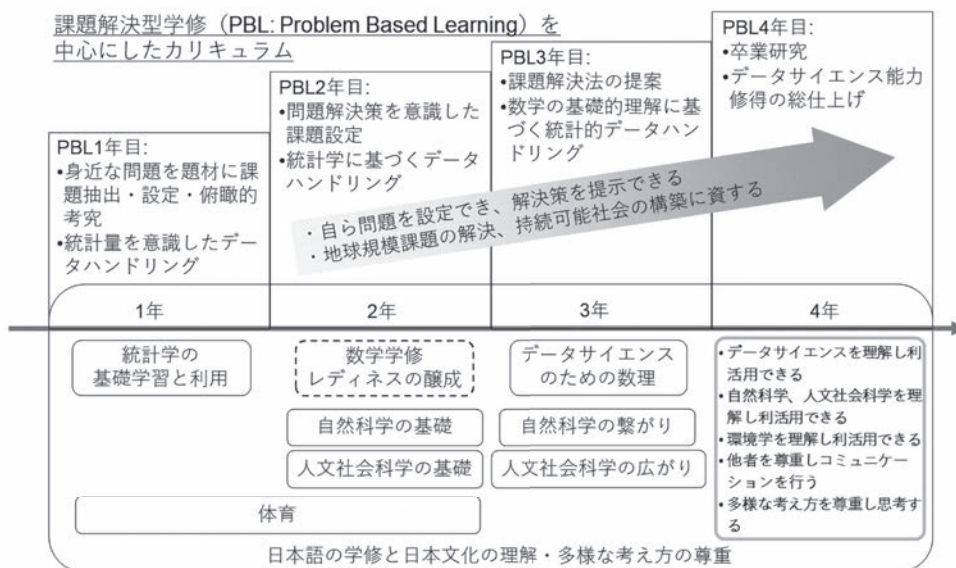 課題解決型学修（PBL: Problem Based Learning）を
中心にしたカリキュラム
PBL1年目:
•身近な問題を題材に課
題抽出・設定・俯瞰的
考究
•統計量を意識したデー
タハンドリング
PBL2年目:
•問題解決策を意識した
課題設定
•統計学に基づくデータ
ハンドリング
PBL3年目:
•課題解決法の提案
•数学の基礎的理解に基
づく統計的データハン
ドリング
PBL4年目:
•卒業研究
•データサイエンス能力
修得の総仕上げ
・自ら問題を設定でき、解決策を提示できる
・地球規模課題の解決、持続可能社会の構築に資する
1年
2年
3年
4年
統計学の
基礎学習と利用
数学学修
レディネスの醸成
データサイエンス
のための数理
自然科学の基礎
自然科学の繋がり
人文社会科学の基礎
人文社会科学の広がり
体育
•データサイエンスを理解し利
活用できる
•自然科学、人文社会科学を理
解し利活用できる
•環境学を理解し利活用できる
•他者を尊重しコミュニケー
ションを行う
•多様な考え方を尊重し思考す
る
日本語の学修と日本文化の理解・多様な考え方の尊重